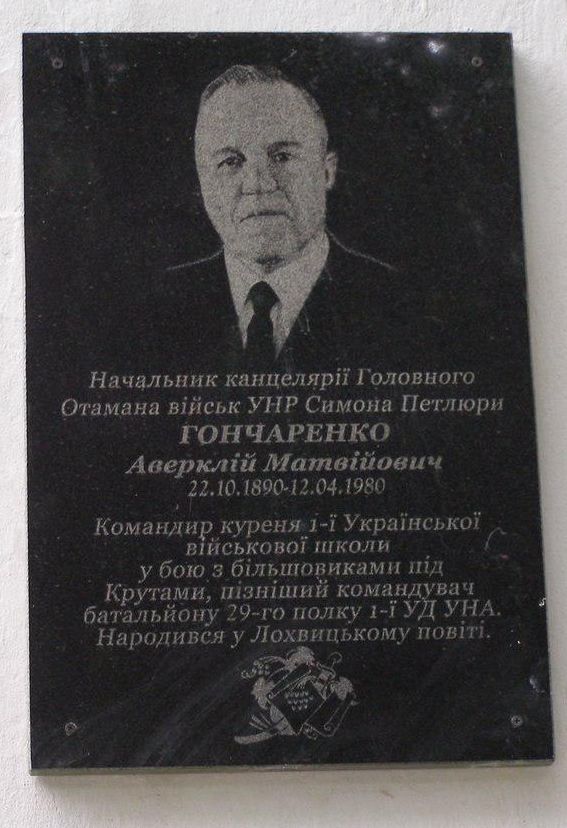 Начальник канцелярії Головного
Отамана військ УНР Симона Петлюри
ГОНЧАРЕНКО
Аверклій Матвійович
22.10.1890-12.04.1980
Командир куреня 1-ї Української
військової школи
у бою з більшовиками під
Крутами, пізніший командувач
батальйону 29-го полку 1-ї УД УНА.
Народився у Лохвицькому повіті.